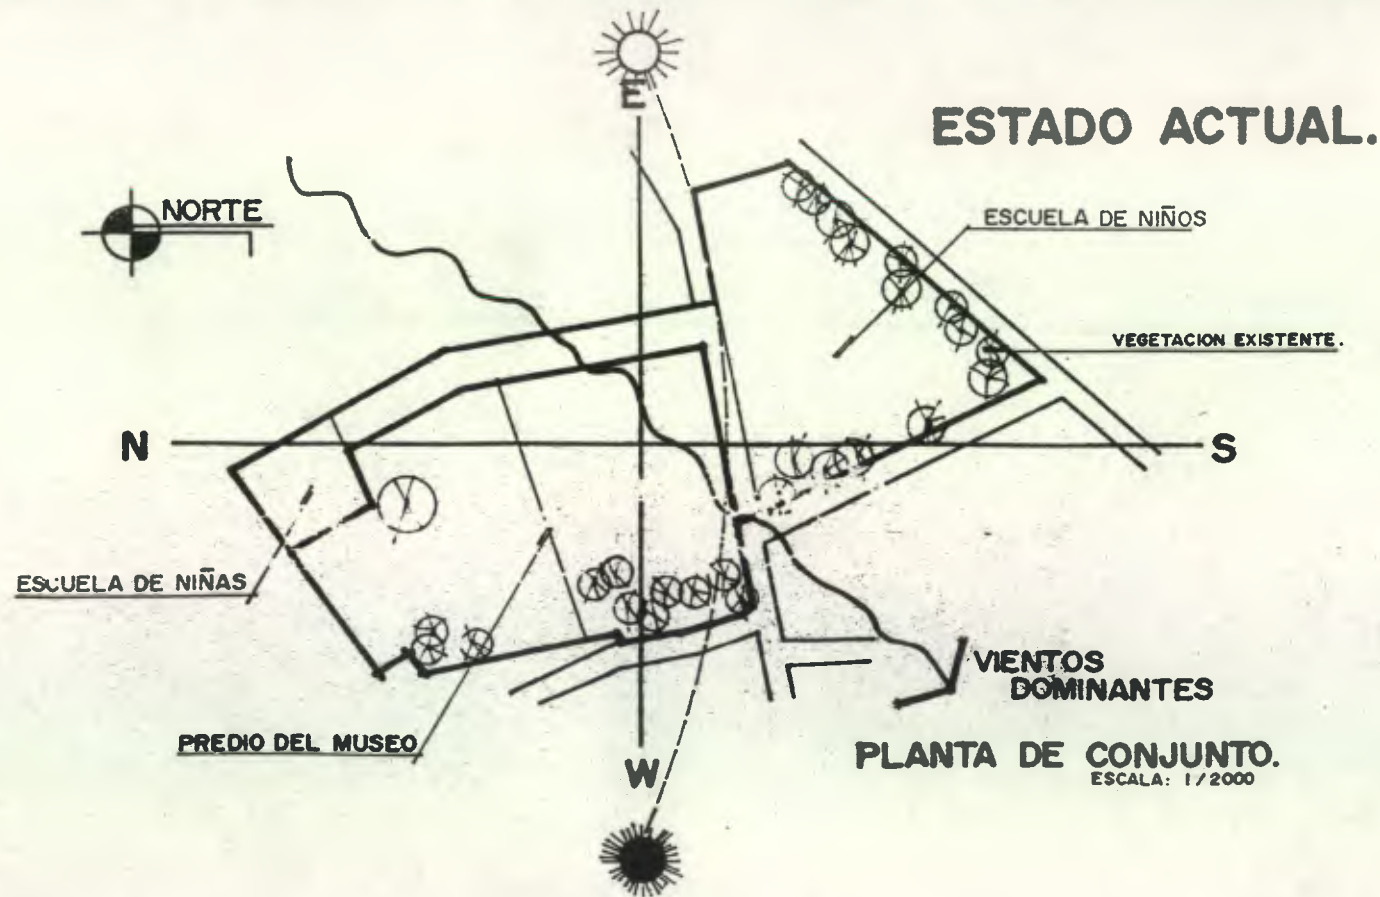 E
ESTADO ACTUAL.
NORTE
ESCUELA DE NIÑOS
VEGETACION EXISTENTE.
N
S
ESCUELA DE NIÑAS
VIENTOS
DOMINANTES
PREDIO DEL MUSEO
PLANTA DE CONJUNTO.
W
ESCALA: 1/2000